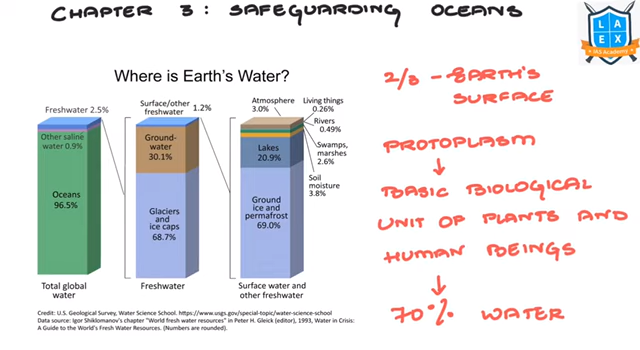 CHAPTER 3: SAFEGUARDING OCEANS
LA
EX
IAS Academy
Where is Earth's Water?
Freshwater 2.5%
Other saline
water 0.9%
Oceans
96.5%
Total global
water
Surface/other
freshwater
1.2%
Ground-
water
30.1%
Glaciers
and
ice caps
68.7%
Freshwater
Atmosphere
3.0%
Living things
0.26%
Rivers
0.49%
Swamps,
marshes
2.6%
Soil
moisture
3.8%
Lakes
20.9%
Ground
ice and
permafrost
69.0%
Surface water and
other freshwater
Credit: U.S. Geological Survey, Water Science School. https://www.usgs.gov/special-topic/water-science-school
Data source: Igor Shiklomanov's chapter "World fresh water resources" in Peter H. Gleick (editor), 1993, Water in Crisis:
A Guide to the World's Fresh Water Resources. (Numbers are rounded).
2/3 - EARTH'S
SURFACE
PROTOPLASM
BASIC BIOLOGICAL
UNIT OF PLANTS AND
HUMAN BEINGS
70% WATER